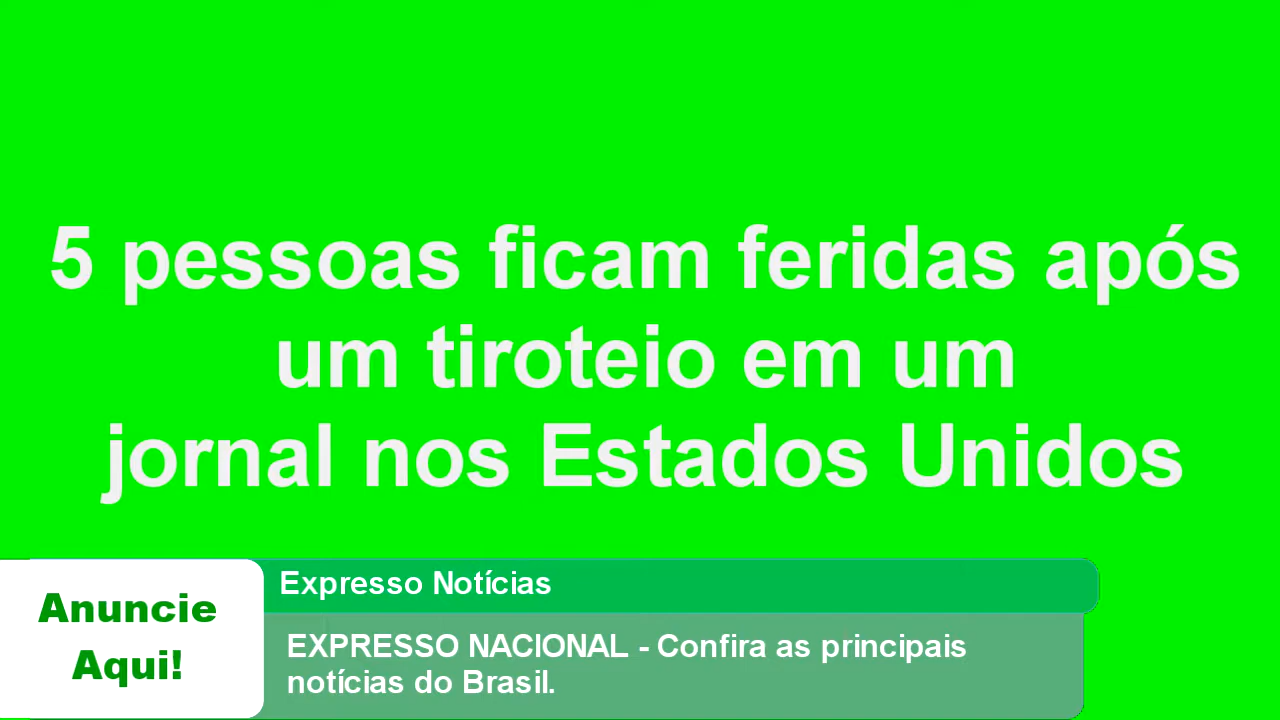 5 pessoas ficam feridas após
um tiroteio em um
jornal nos Estados Unidos
Anuncie
Aqui!
Expresso Notícias
EXPRESSO NACIONAL - Confira as principais
notícias do Brasil.